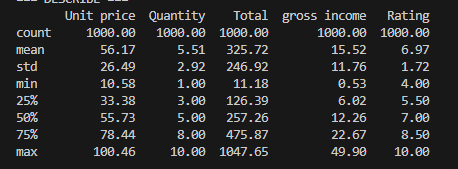 === DESCRIBE ===
Unit price Quantity Total gross income Rating
count 1000.00 1000.00 1000.00 1000.00 1000.00
mean 56.17 5.51 325.72 15.52 6.97
std 26.49 2.92 246.92 11.76 1.72
min 10.58 1.00 11.18 0.53 4.00
25% 33.38 3.00 126.39 6.02 5.50
50% 55.73 5.00 257.26 12.26 7.00
75% 78.44 8.00 475.87 22.67 8.50
max 100.46 10.00 1047.65 49.90 10.00